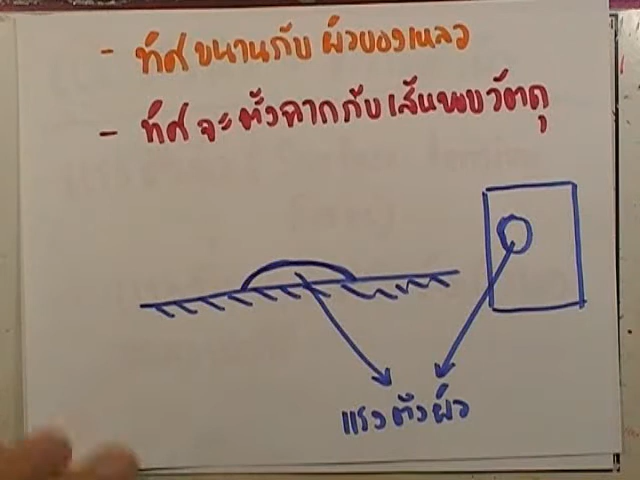 - ทิศขนานกับ ผิวของเหลว
- ทิศจะตั้งฉากกับเส้นขอบวัตถุ
แรงตึงผิว